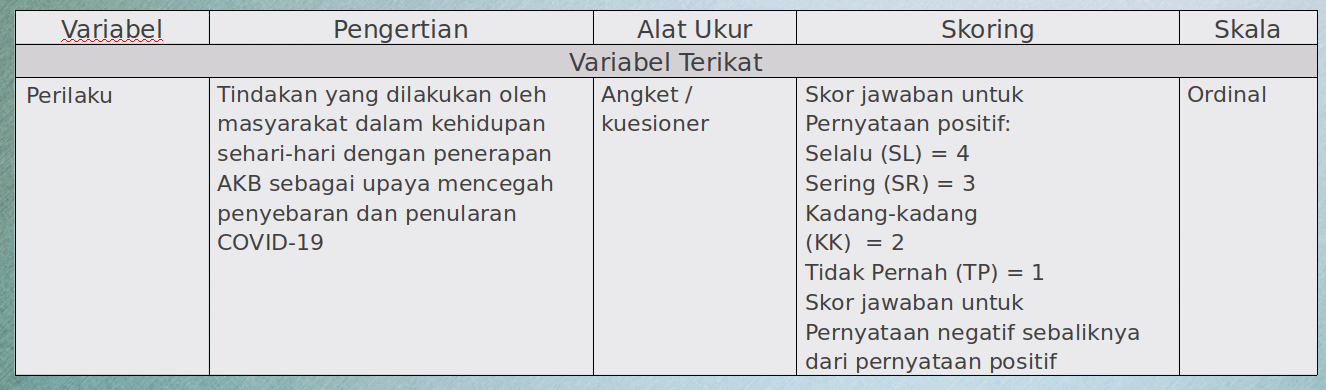 Variabel Pengertian Alat Ukur Skoring Skala
Variabel Terikat
Perilaku
Tindakan yang dilakukan oleh
masyarakat dalam kehidupan
sehari-hari dengan penerapan
AKB sebagai upaya mencegah
penyebaran dan penularan
COVID-19
Angket /
kuesioner
Skor jawaban untuk
Pernyataan positif:
Selalu (SL) = 4
Sering (SR) = 3
Kadang-kadang
(KK)  = 2
Tidak Pernah (TP) = 1
Skor jawaban untuk
Pernyataan negatif sebaliknya
dari pernyataan positif
Ordinal